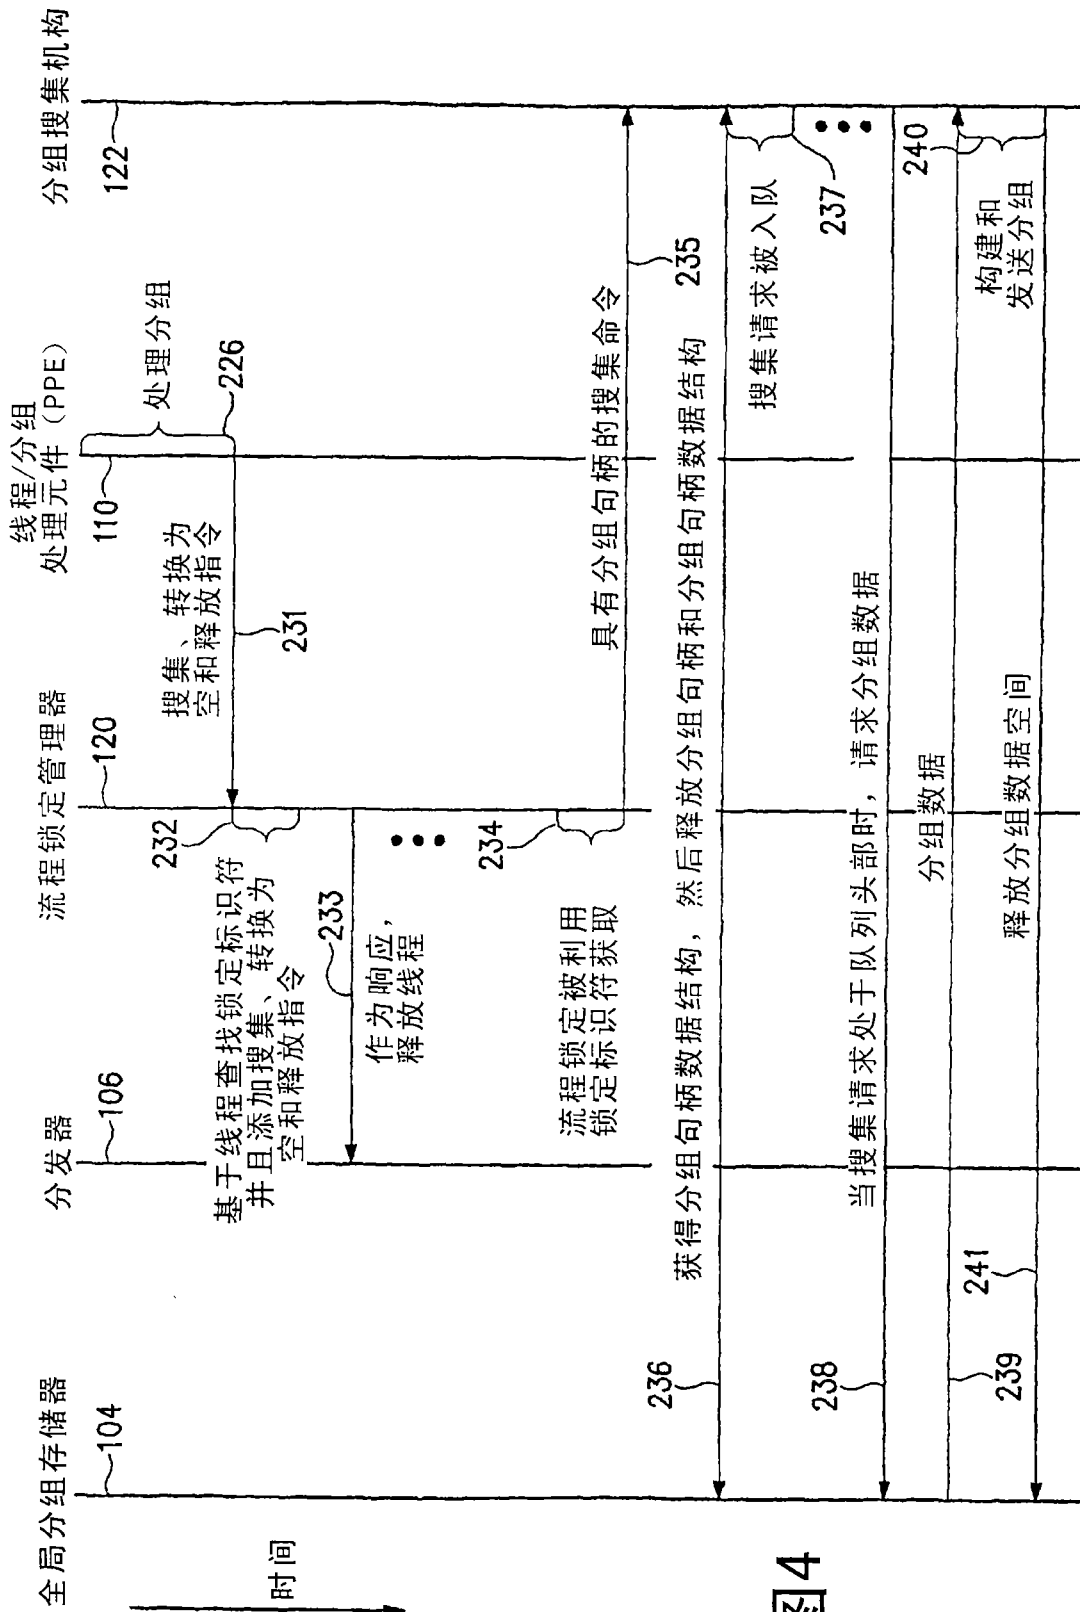 全局分组存储器
104
分发器
106
流程锁定管理器
120
线程/分组
处理元件（PPE）
110
分组搜集机构
122
时间
处理分组
226
搜集、转换为
空和释放指令
231
232
基于线程查找锁定标识符
并且添加搜集、转换为
空和释放指令
233
作为响应，
释放线程
234
流程锁定被利用
锁定标识符获取
具有分组句柄的搜集命令
235
获得分组句柄数据结构，然后释放分组句柄和分组句柄数据结构
236
搜集请求被入队
237
当搜集请求处于队列头部时，请求分组数据
238
分组数据
239
240
构建和
发送分组
释放分组数据空间
241
图4